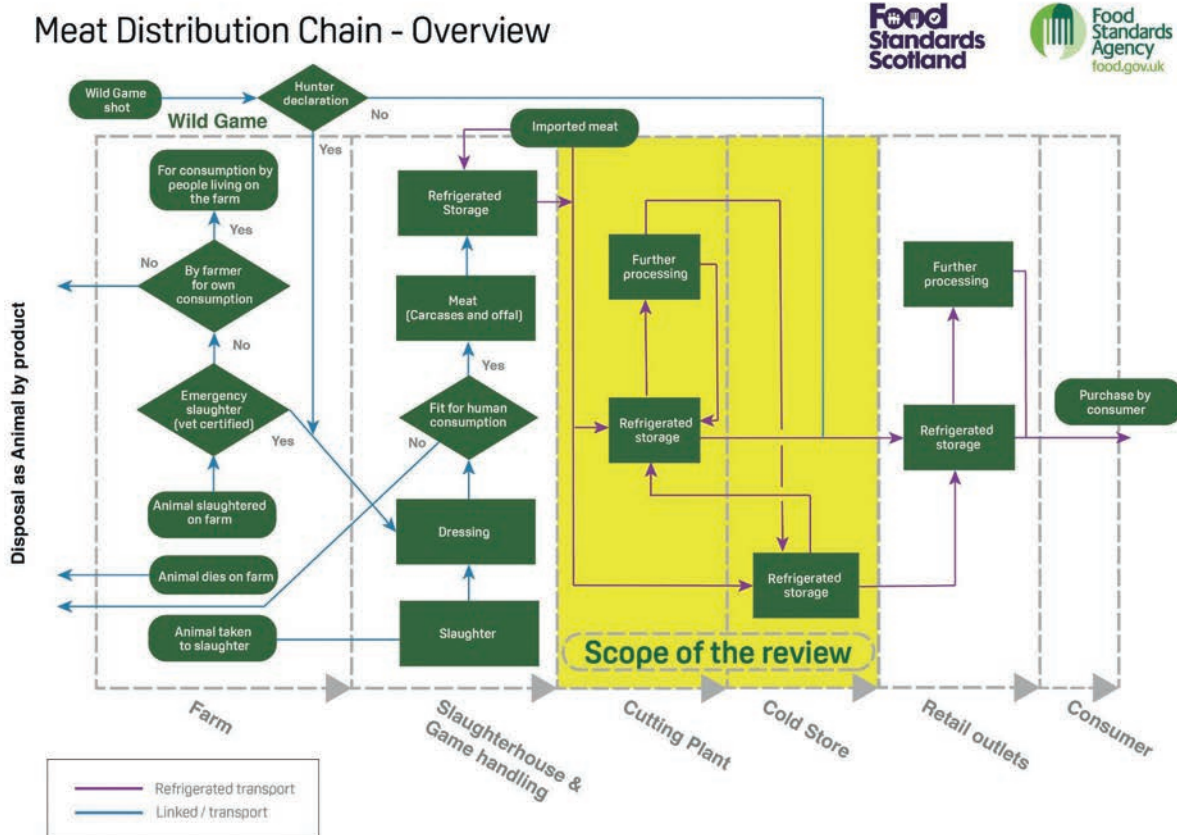 Meat Distribution Chain - Overview
Food
Standards
Scotland
Food
Standards
Agency
food.gov.uk
Wild Game
shot
Hunter
declaration
No
Yes
Wild Game
Imported meat
For consumption by
people living on
the farm
Yes
No
By farmer
for own
consumption
No
Emergency
slaughter
(vet certified)
Yes
Animal slaughtered
on farm
Animal dies on farm
Animal taken
to slaughter
Disposal as Animal by product
Refrigerated
Storage
Meat
(Carcases and offal)
Yes
Fit for human
consumption
No
Dressing
Slaughter
Further
processing
Refrigerated
storage
Refrigerated
storage
Scope of the review
Further
processing
Refrigerated
storage
Purchase by
consumer
Farm
Slaughterhouse &
Game handling
Cutting Plant
Cold Store
Retail outlets
Consumer
Refrigerated transport
Linked / transport